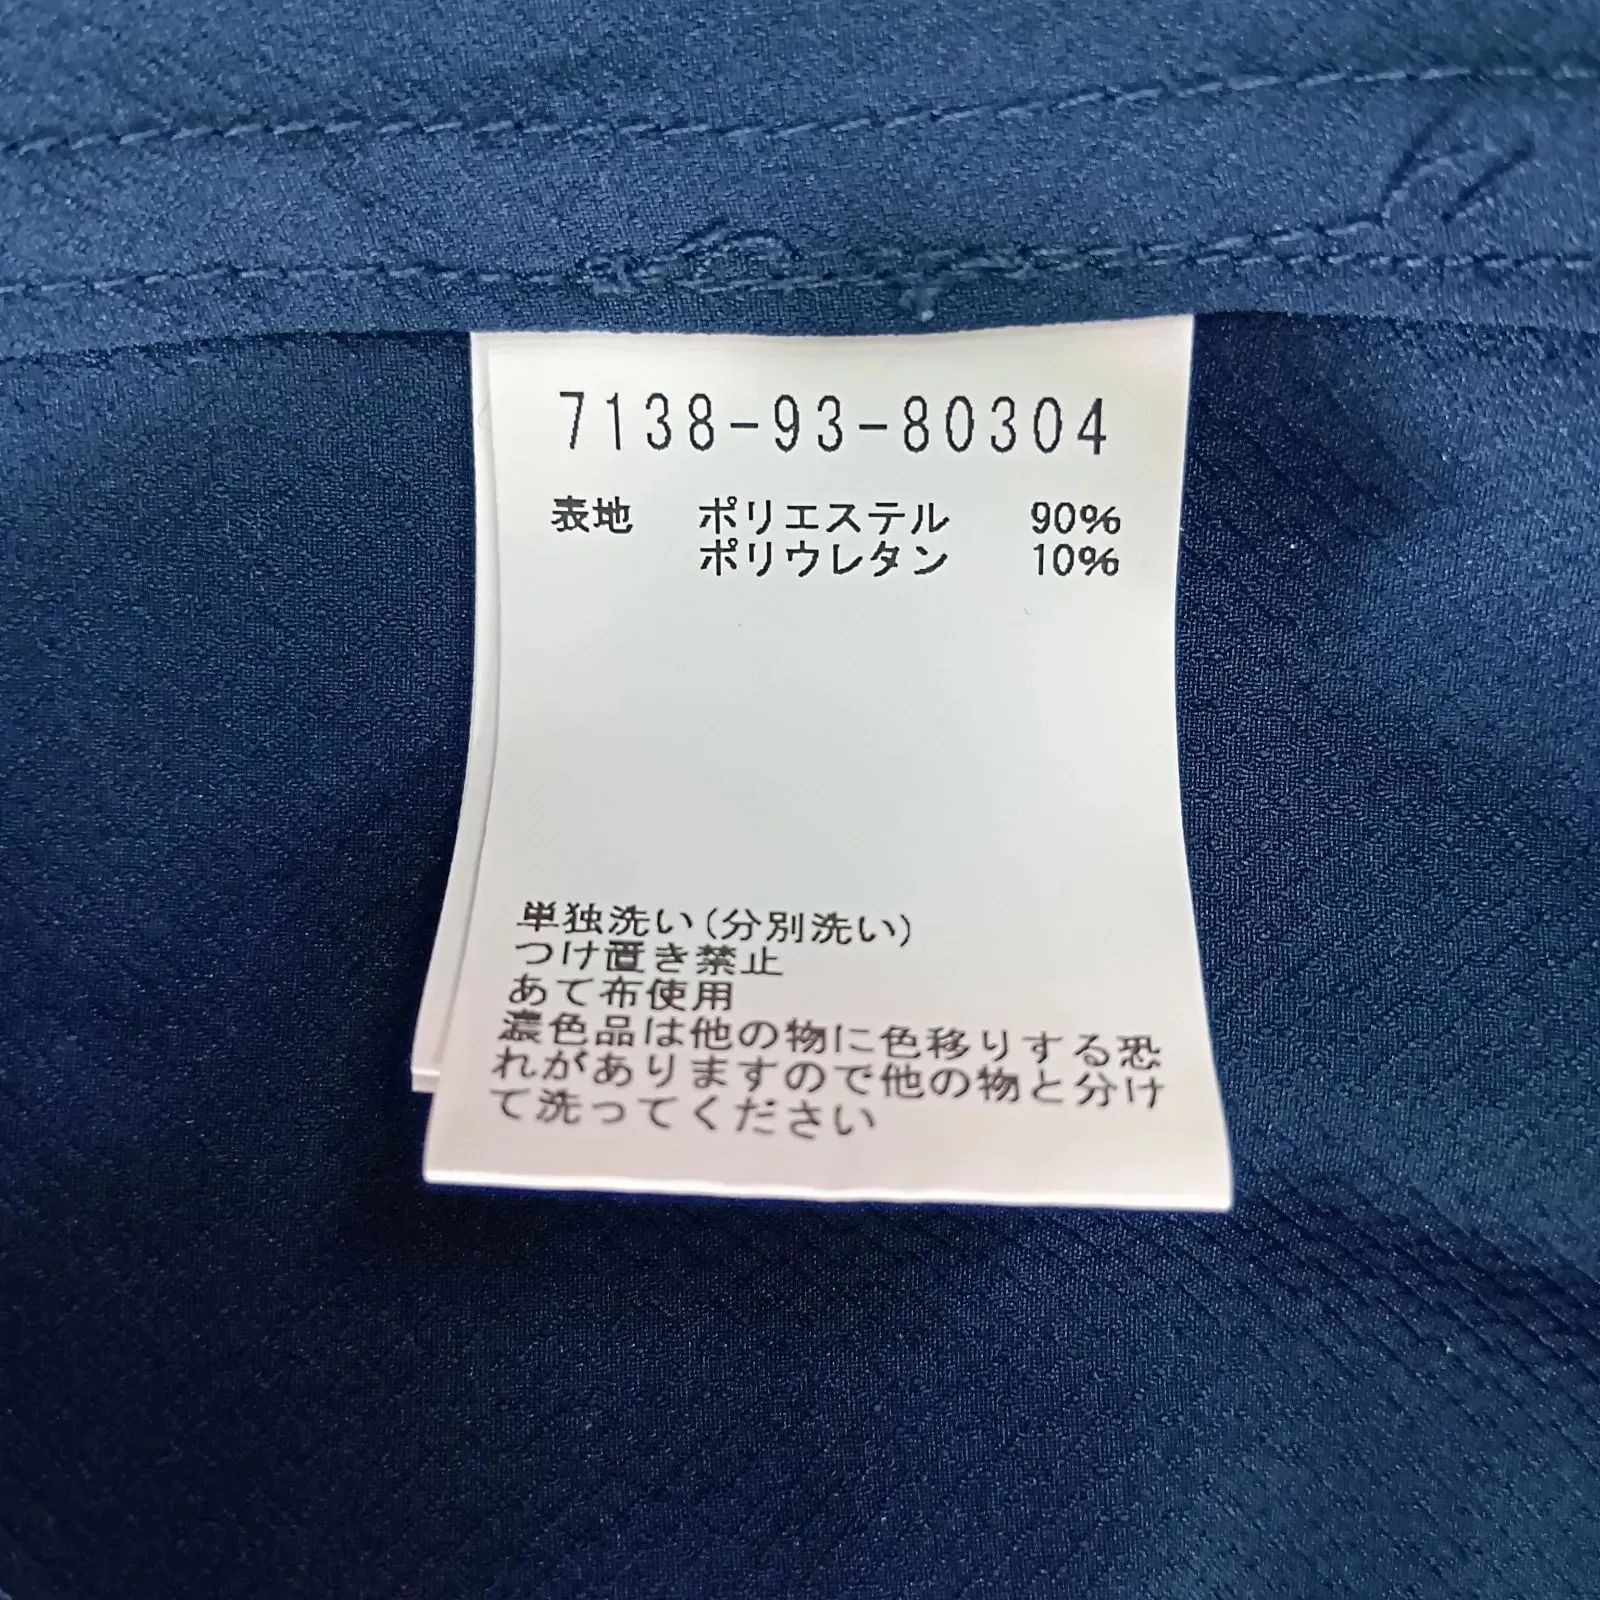 7138-93-80304
表地 ポリエステル 90%
ポリウレタン 10%
単独洗い(分別洗い)
つけ置き禁止
あて布使用
濃色品は他の物に色移りする恐
れがありますので他の物と分け
て洗ってください